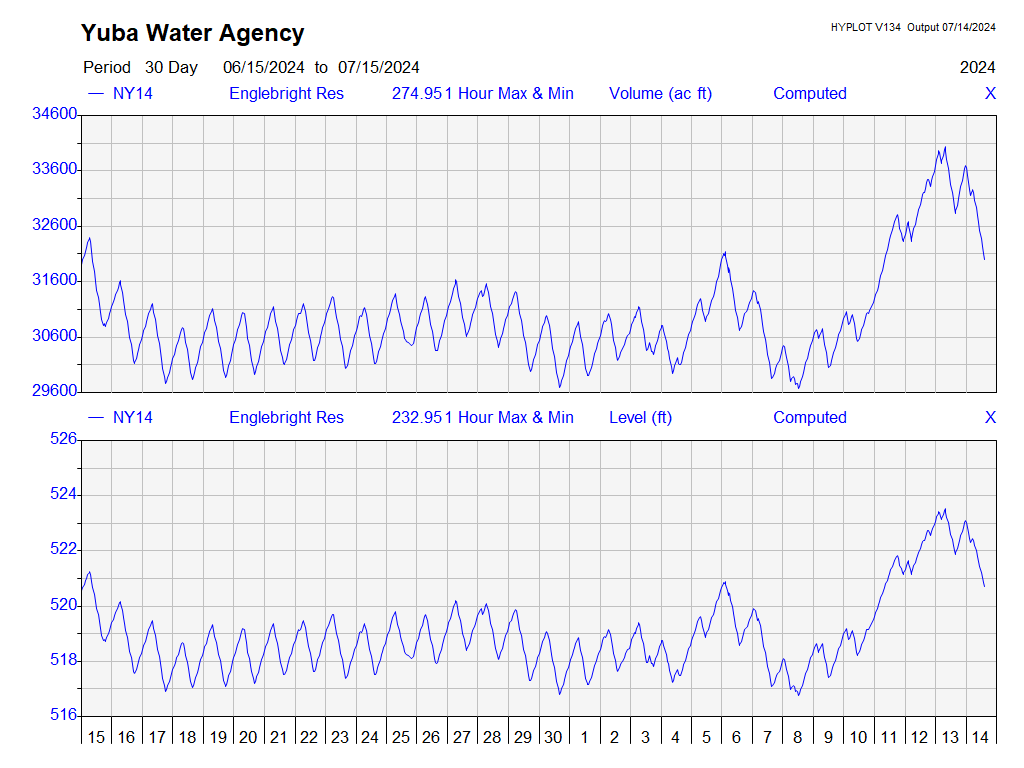 Yuba Water Agency
HYPLOT V134 Output 07/14/2024
Period 30 Day 06/15/2024 to 07/15/2024
2024
NY14 Englebright Res 274.951 Hour Max & Min Volume (ac ft) Computed X
34600
33600
32600
31600
30600
29600
NY14 Englebright Res 232.951 Hour Max & Min Level (ft) Computed X
526
524
522
520
518
516
15 16 17 18 19 20 21 22 23 24 25 26 27 28 29 30 1 2 3 4 5 6 7 8 9 10 11 12 13 14